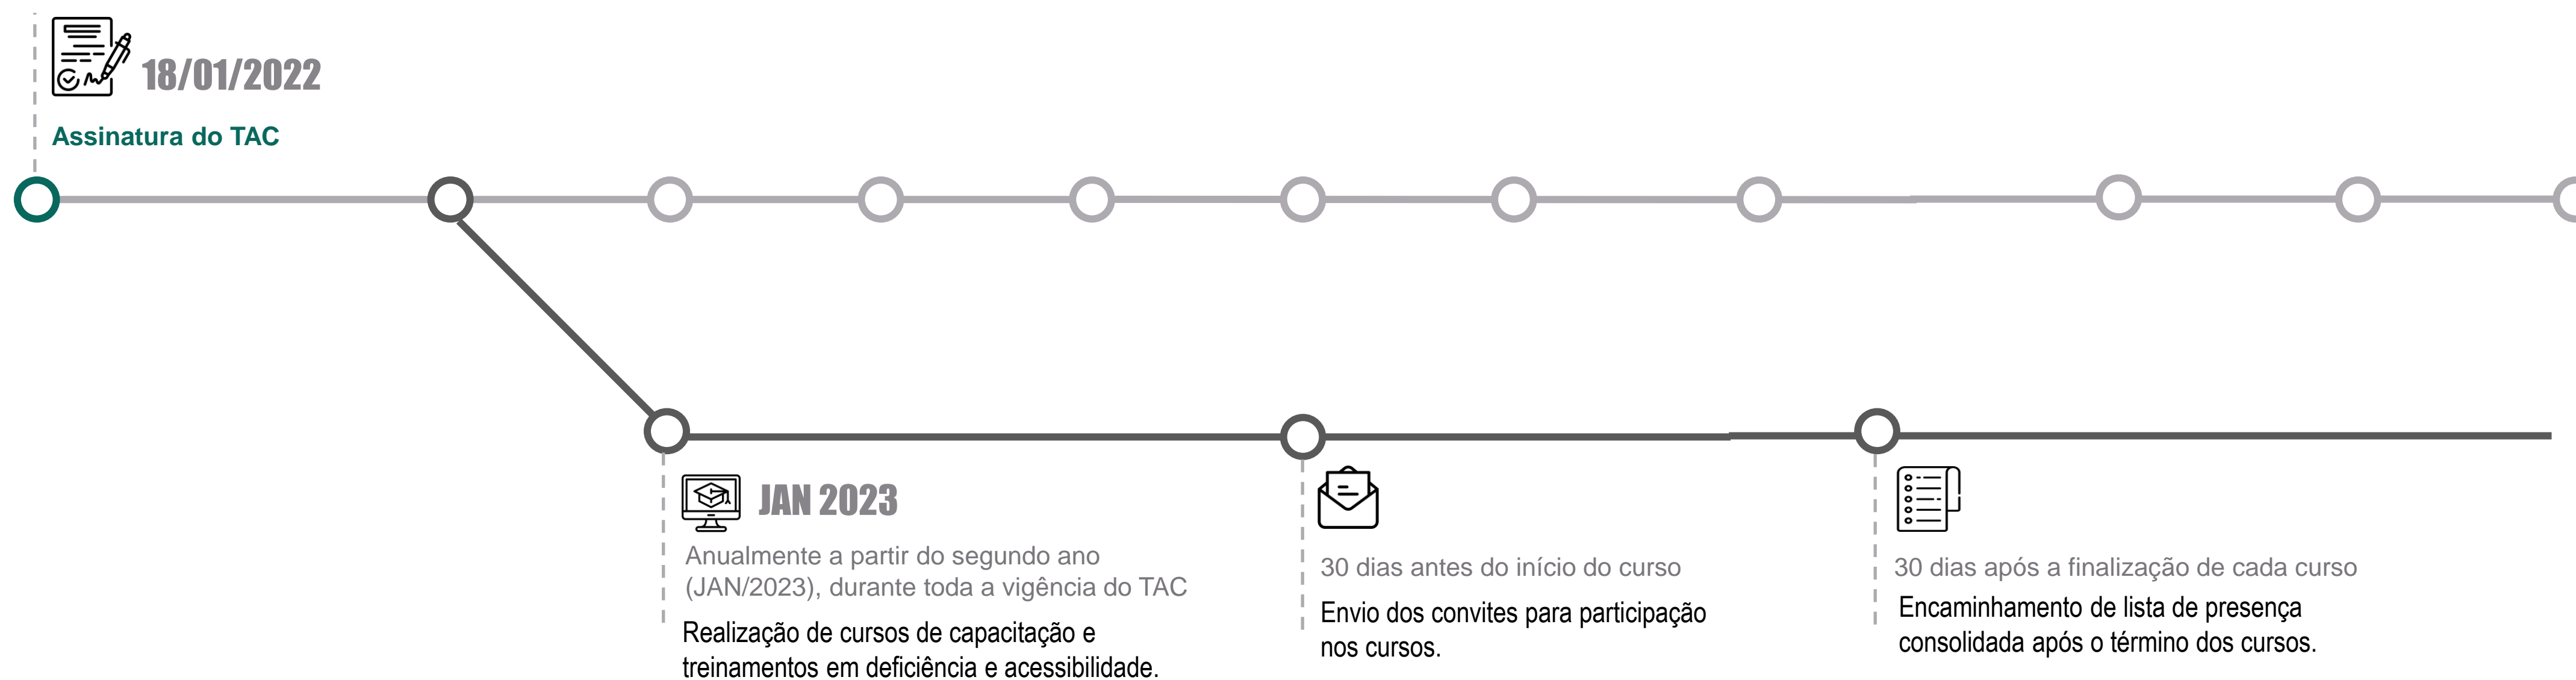 18/01/2022
Assinatura do TAC
JAN 2023
Anualmente a partir do segundo ano
(JAN/2023), durante toda a vigência do TAC
Realização de cursos de capacitação e
treinamentos em deficiência e acessibilidade.
30 dias antes do início do curso
Envio dos convites para participação
nos cursos.
30 dias após a finalização de cada curso
Encaminhamento de lista de presença
consolidada após o término dos cursos.